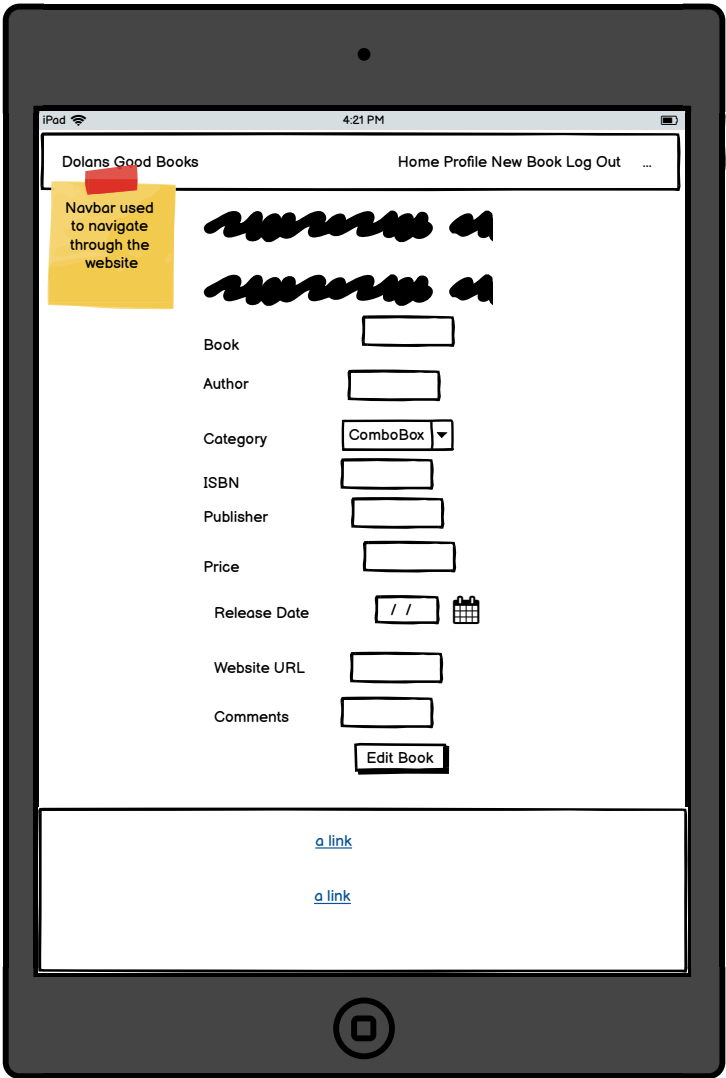 iPad 4:21 PM
Dolans Good Books Home Profile New Book Log Out ...
Navbar used
to navigate
through the
website
Book
Author
Category ComboBox
ISBN
Publisher
Price
Release Date / /
Website URL
Comments
Edit Book
a link
a link